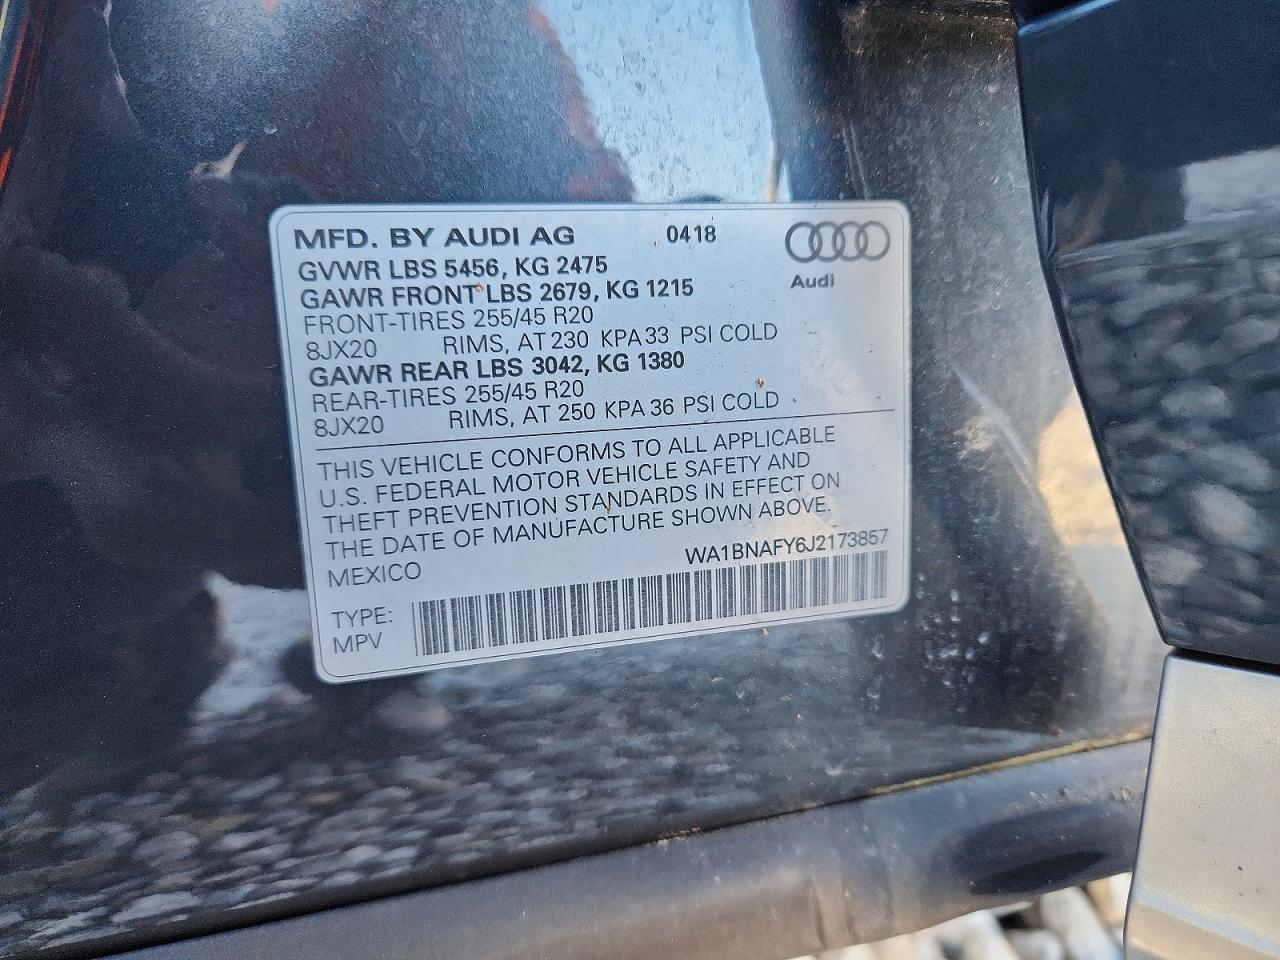 MFD. BY AUDI AG 0418
GVWR LBS 5456, KG 2475
GAWR FRONT LBS 2679, KG 1215
Audi
FRONT-TIRES 255/45 R20
8JX20 RIMS, AT 230 KPA 33 PSI COLD
GAWR REAR LBS 3042, KG 1380
REAR-TIRES 255/45 R20
8JX20 RIMS, AT 250 KPA 36 PSI COLD
THIS VEHICLE CONFORMS TO ALL APPLICABLE
U.S. FEDERAL MOTOR VEHICLE SAFETY AND
THEFT PREVENTION STANDARDS IN EFFECT ON
THE DATE OF MANUFACTURE SHOWN ABOVE.
MEXICO WA1BNAFY6J2173857
TYPE:
MPV